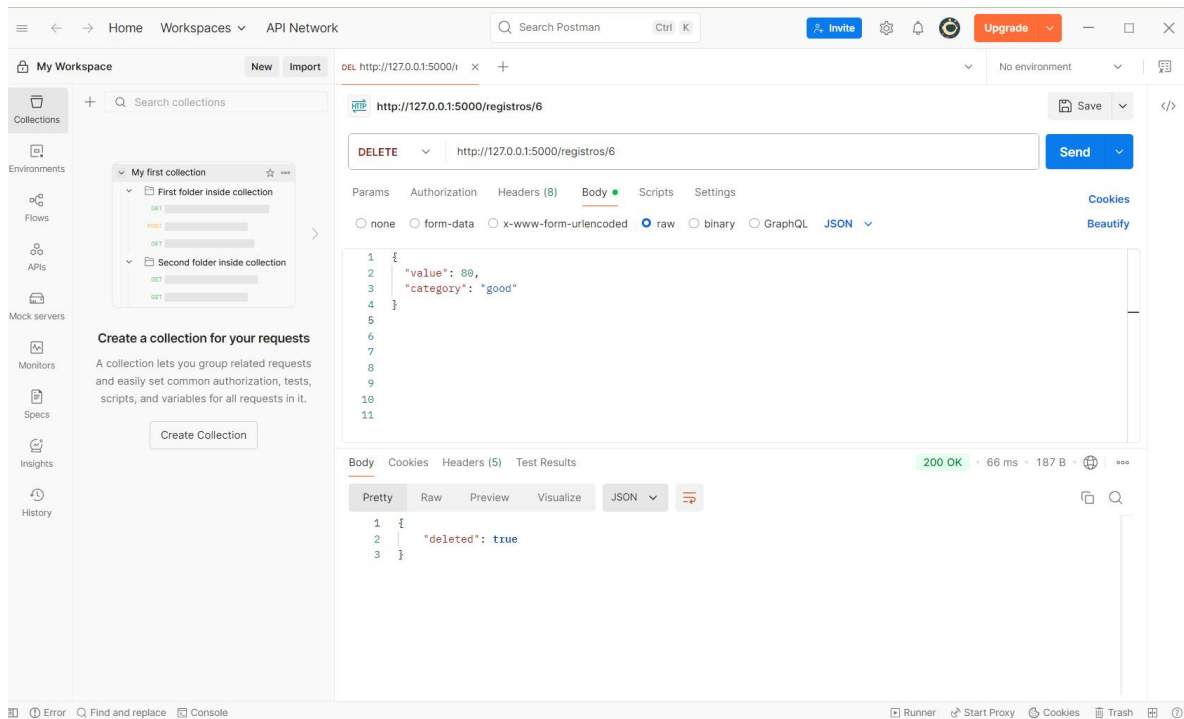 Home Workspaces API Network Search Postman Ctrl K Invite Upgrade
My Workspace New Import DEL http://127.0.0.1:5000/r No environment
Collections
Environments
Flows
APIs
Mock servers
Monitors
Specs
Insights
History
Search collections
My first collection
First folder inside collection
GET
POST
GET
Second folder inside collection
GET
GET
Create a collection for your requests
A collection lets you group related requests
and easily set common authorization, tests,
scripts, and variables for all requests in it.
Create Collection
HTTP http://127.0.0.1:5000/registros/6 Save </>
DELETE http://127.0.0.1:5000/registros/6 Send
Params Authorization Headers (8) Body Scripts Settings Cookies
none form-data x-www-form-urlencoded raw binary GraphQL JSON Beautify
1 {
2 "value": 80,
3 "category": "good"
4 }
5
6
7
8
9
10
11
Body Cookies Headers (5) Test Results 200 OK 66 ms 187 B
Pretty Raw Preview Visualize JSON
1 {
2 "deleted": true
3 }
Error Find and replace Console Runner Start Proxy Cookies Trash